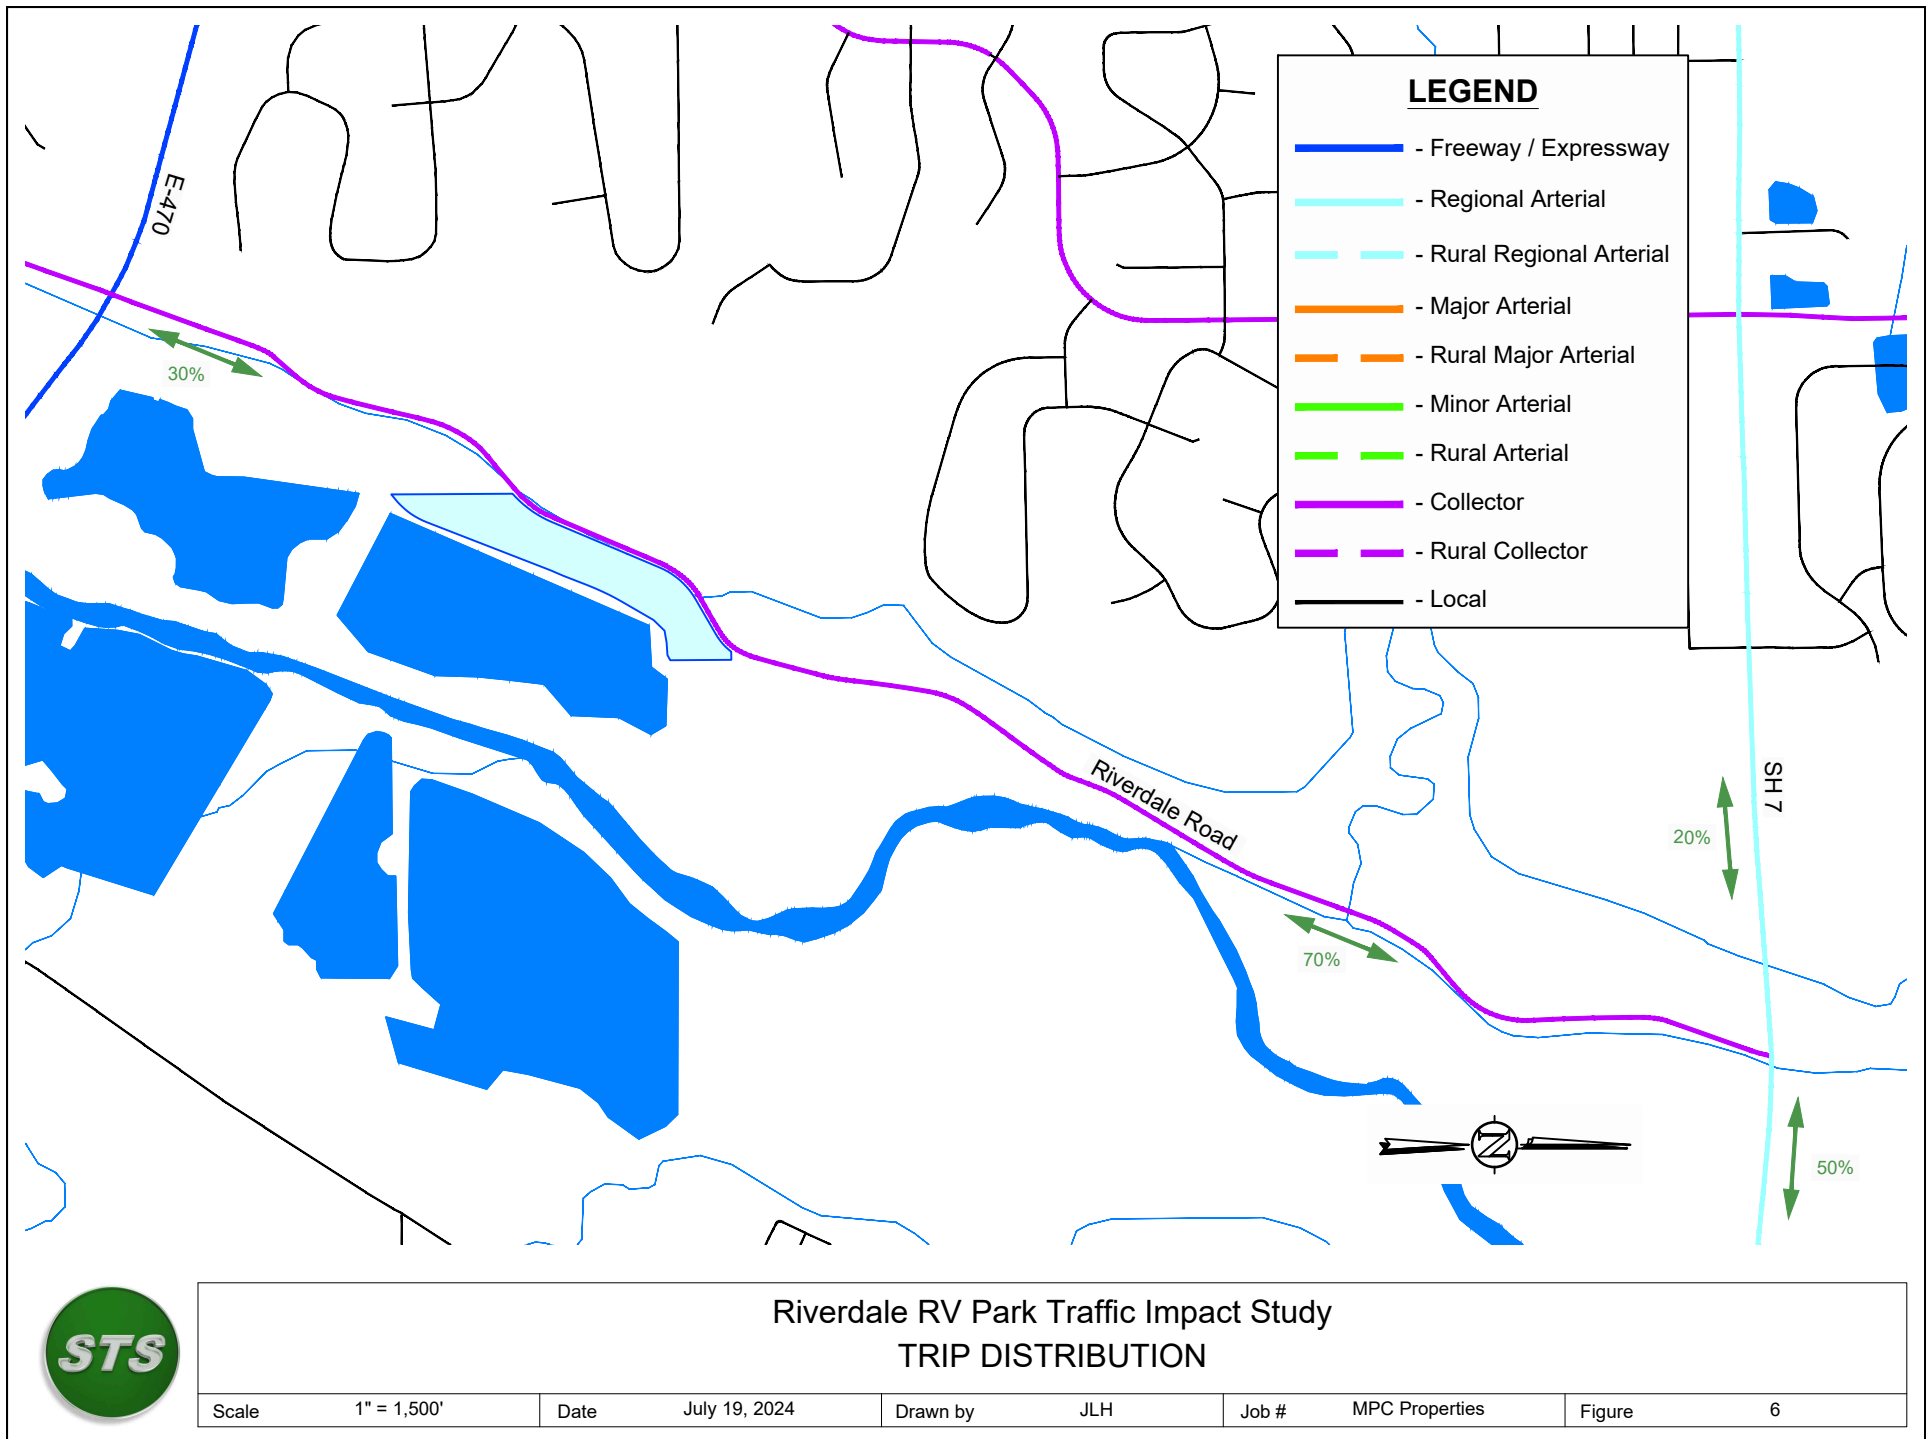 LEGEND
- Freeway / Expressway
- Regional Arterial
- Rural Regional Arterial
- Major Arterial
- Rural Major Arterial
- Minor Arterial
- Rural Arterial
- Collector
- Rural Collector
- Local
E-470
30%
Riverdale Road
SH 7
20%
70%
N
50%
STS
Riverdale RV Park Traffic Impact Study
TRIP DISTRIBUTION
Scale 1" = 1,500' Date July 19, 2024 Drawn by JLH Job # MPC Properties Figure 6